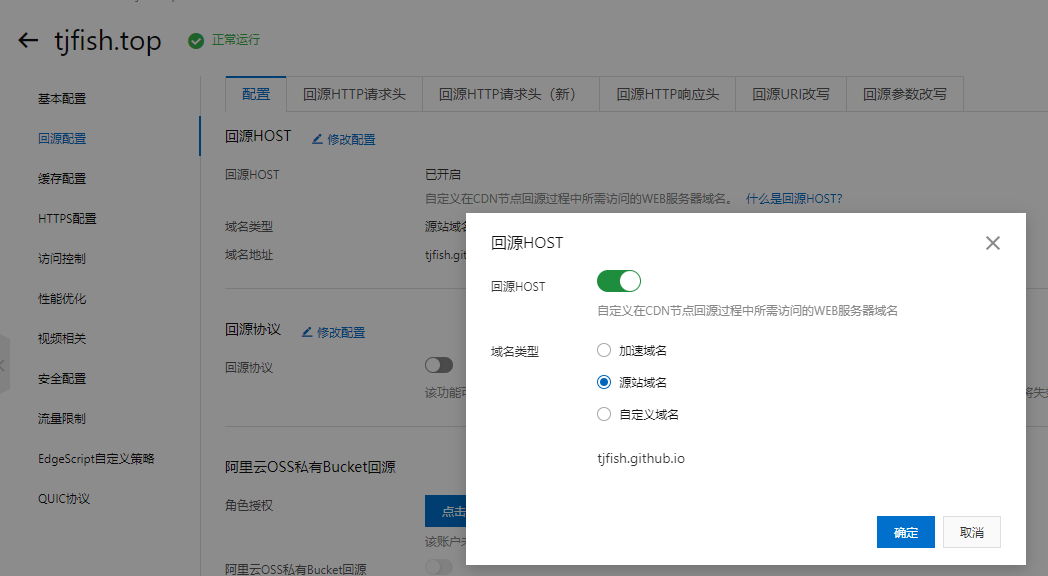 tjfish.top 正常运行
基本配置
回源配置
缓存配置
HTTPS配置
访问控制
性能优化
视频相关
安全配置
流量限制
EdgeScript自定义策略
QUIC协议
配置 回源HTTP请求头 回源HTTP请求头（新） 回源HTTP响应头 回源URI改写 回源参数改写
回源HOST 修改配置
回源HOST 已开启
自定义在CDN节点回源过程中所需访问的WEB服务器域名。 什么是回源HOST?
域名类型 源站域名
域名地址 tjfish.git
回源协议 修改配置
回源协议
该功能
阿里云OSS私有Bucket回源
角色授权 点击
该账户
阿里云OSS私有Bucket回源
回源HOST
回源HOST
自定义在CDN节点回源过程中所需访问的WEB服务器域名
域名类型 加速域名
源站域名
自定义域名
tjfish.github.io
确定 取消